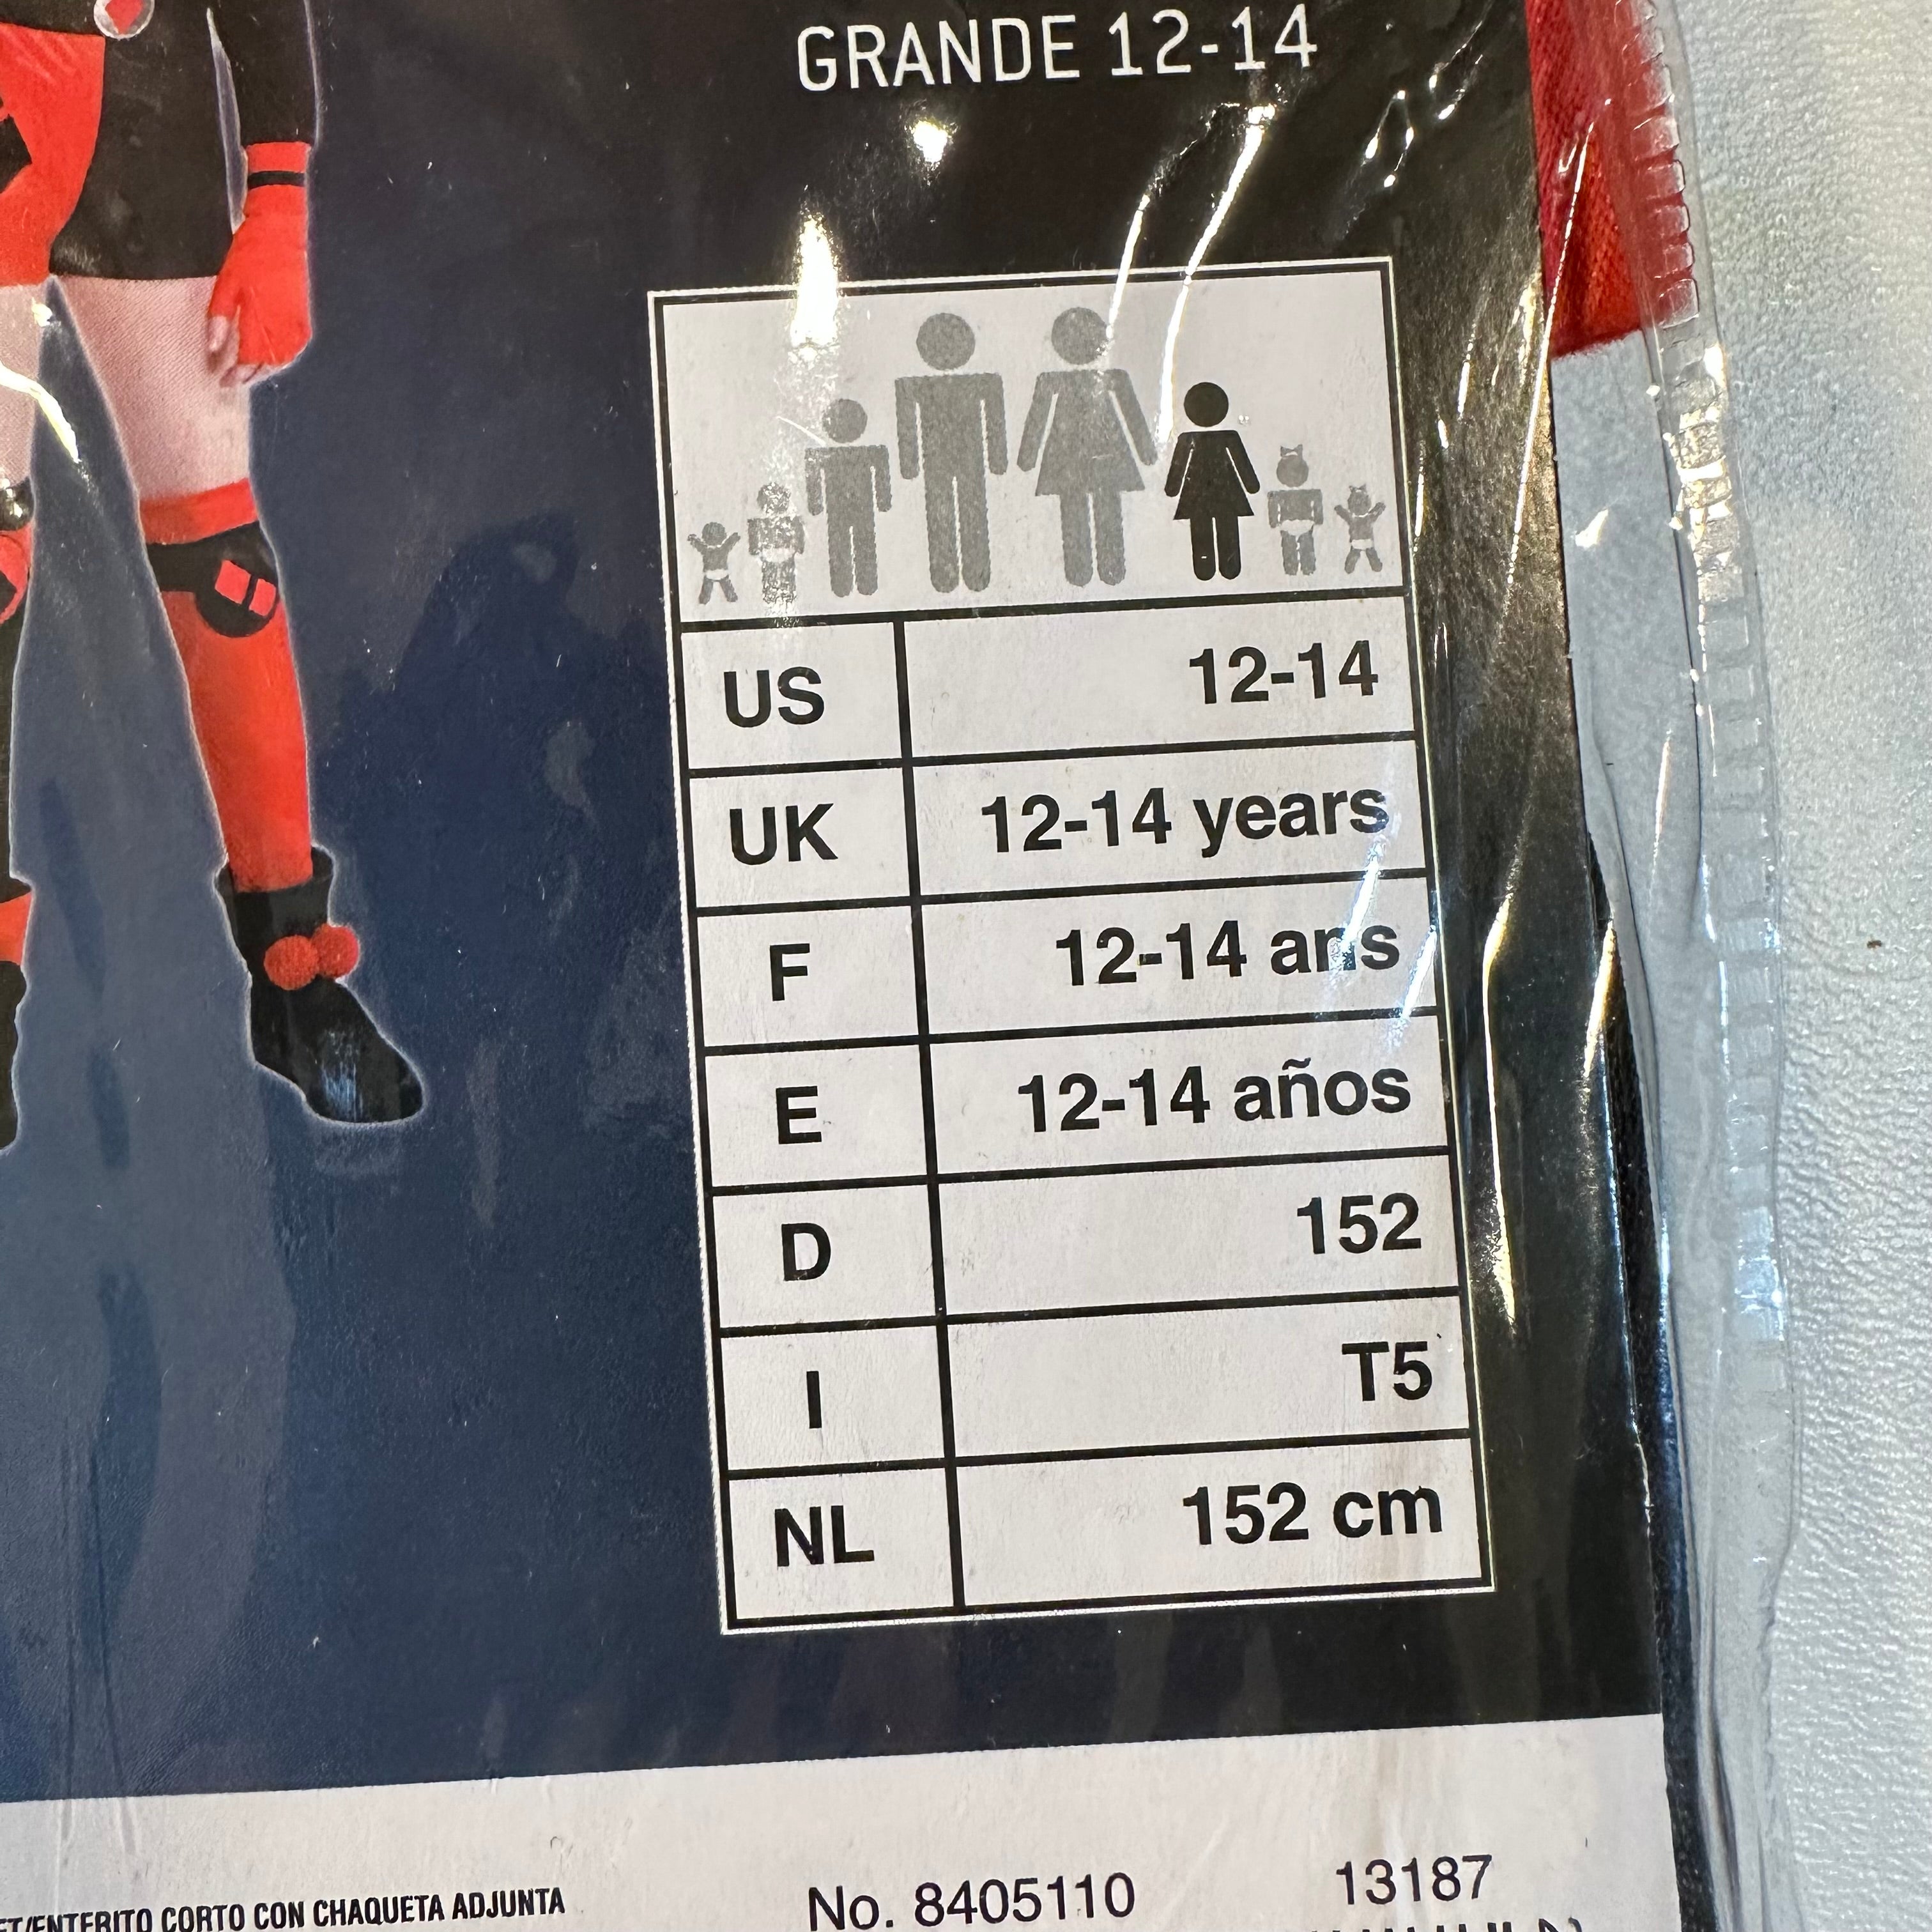 GRANDE 12-14
US 12-14
UK 12-14 years
F 12-14 ans
E 12-14 años
D 152
I T5
NL 152 cm
CORTO CON CHAQUETA ADJUNTA
No. 8405110 13187